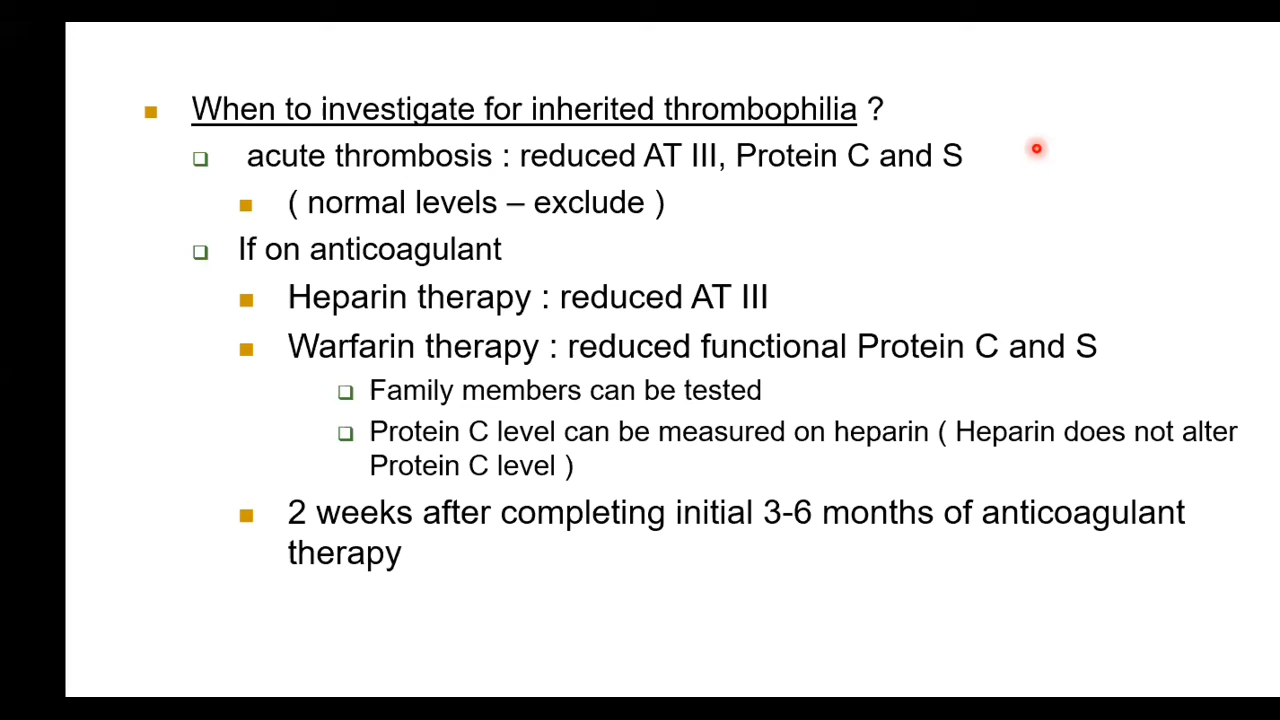 When to investigate for inherited thrombophilia ?
acute thrombosis : reduced AT III, Protein C and S
( normal levels – exclude )
If on anticoagulant
Heparin therapy : reduced AT III
Warfarin therapy : reduced functional Protein C and S
Family members can be tested
Protein C level can be measured on heparin ( Heparin does not alter
Protein C level )
2 weeks after completing initial 3-6 months of anticoagulant
therapy